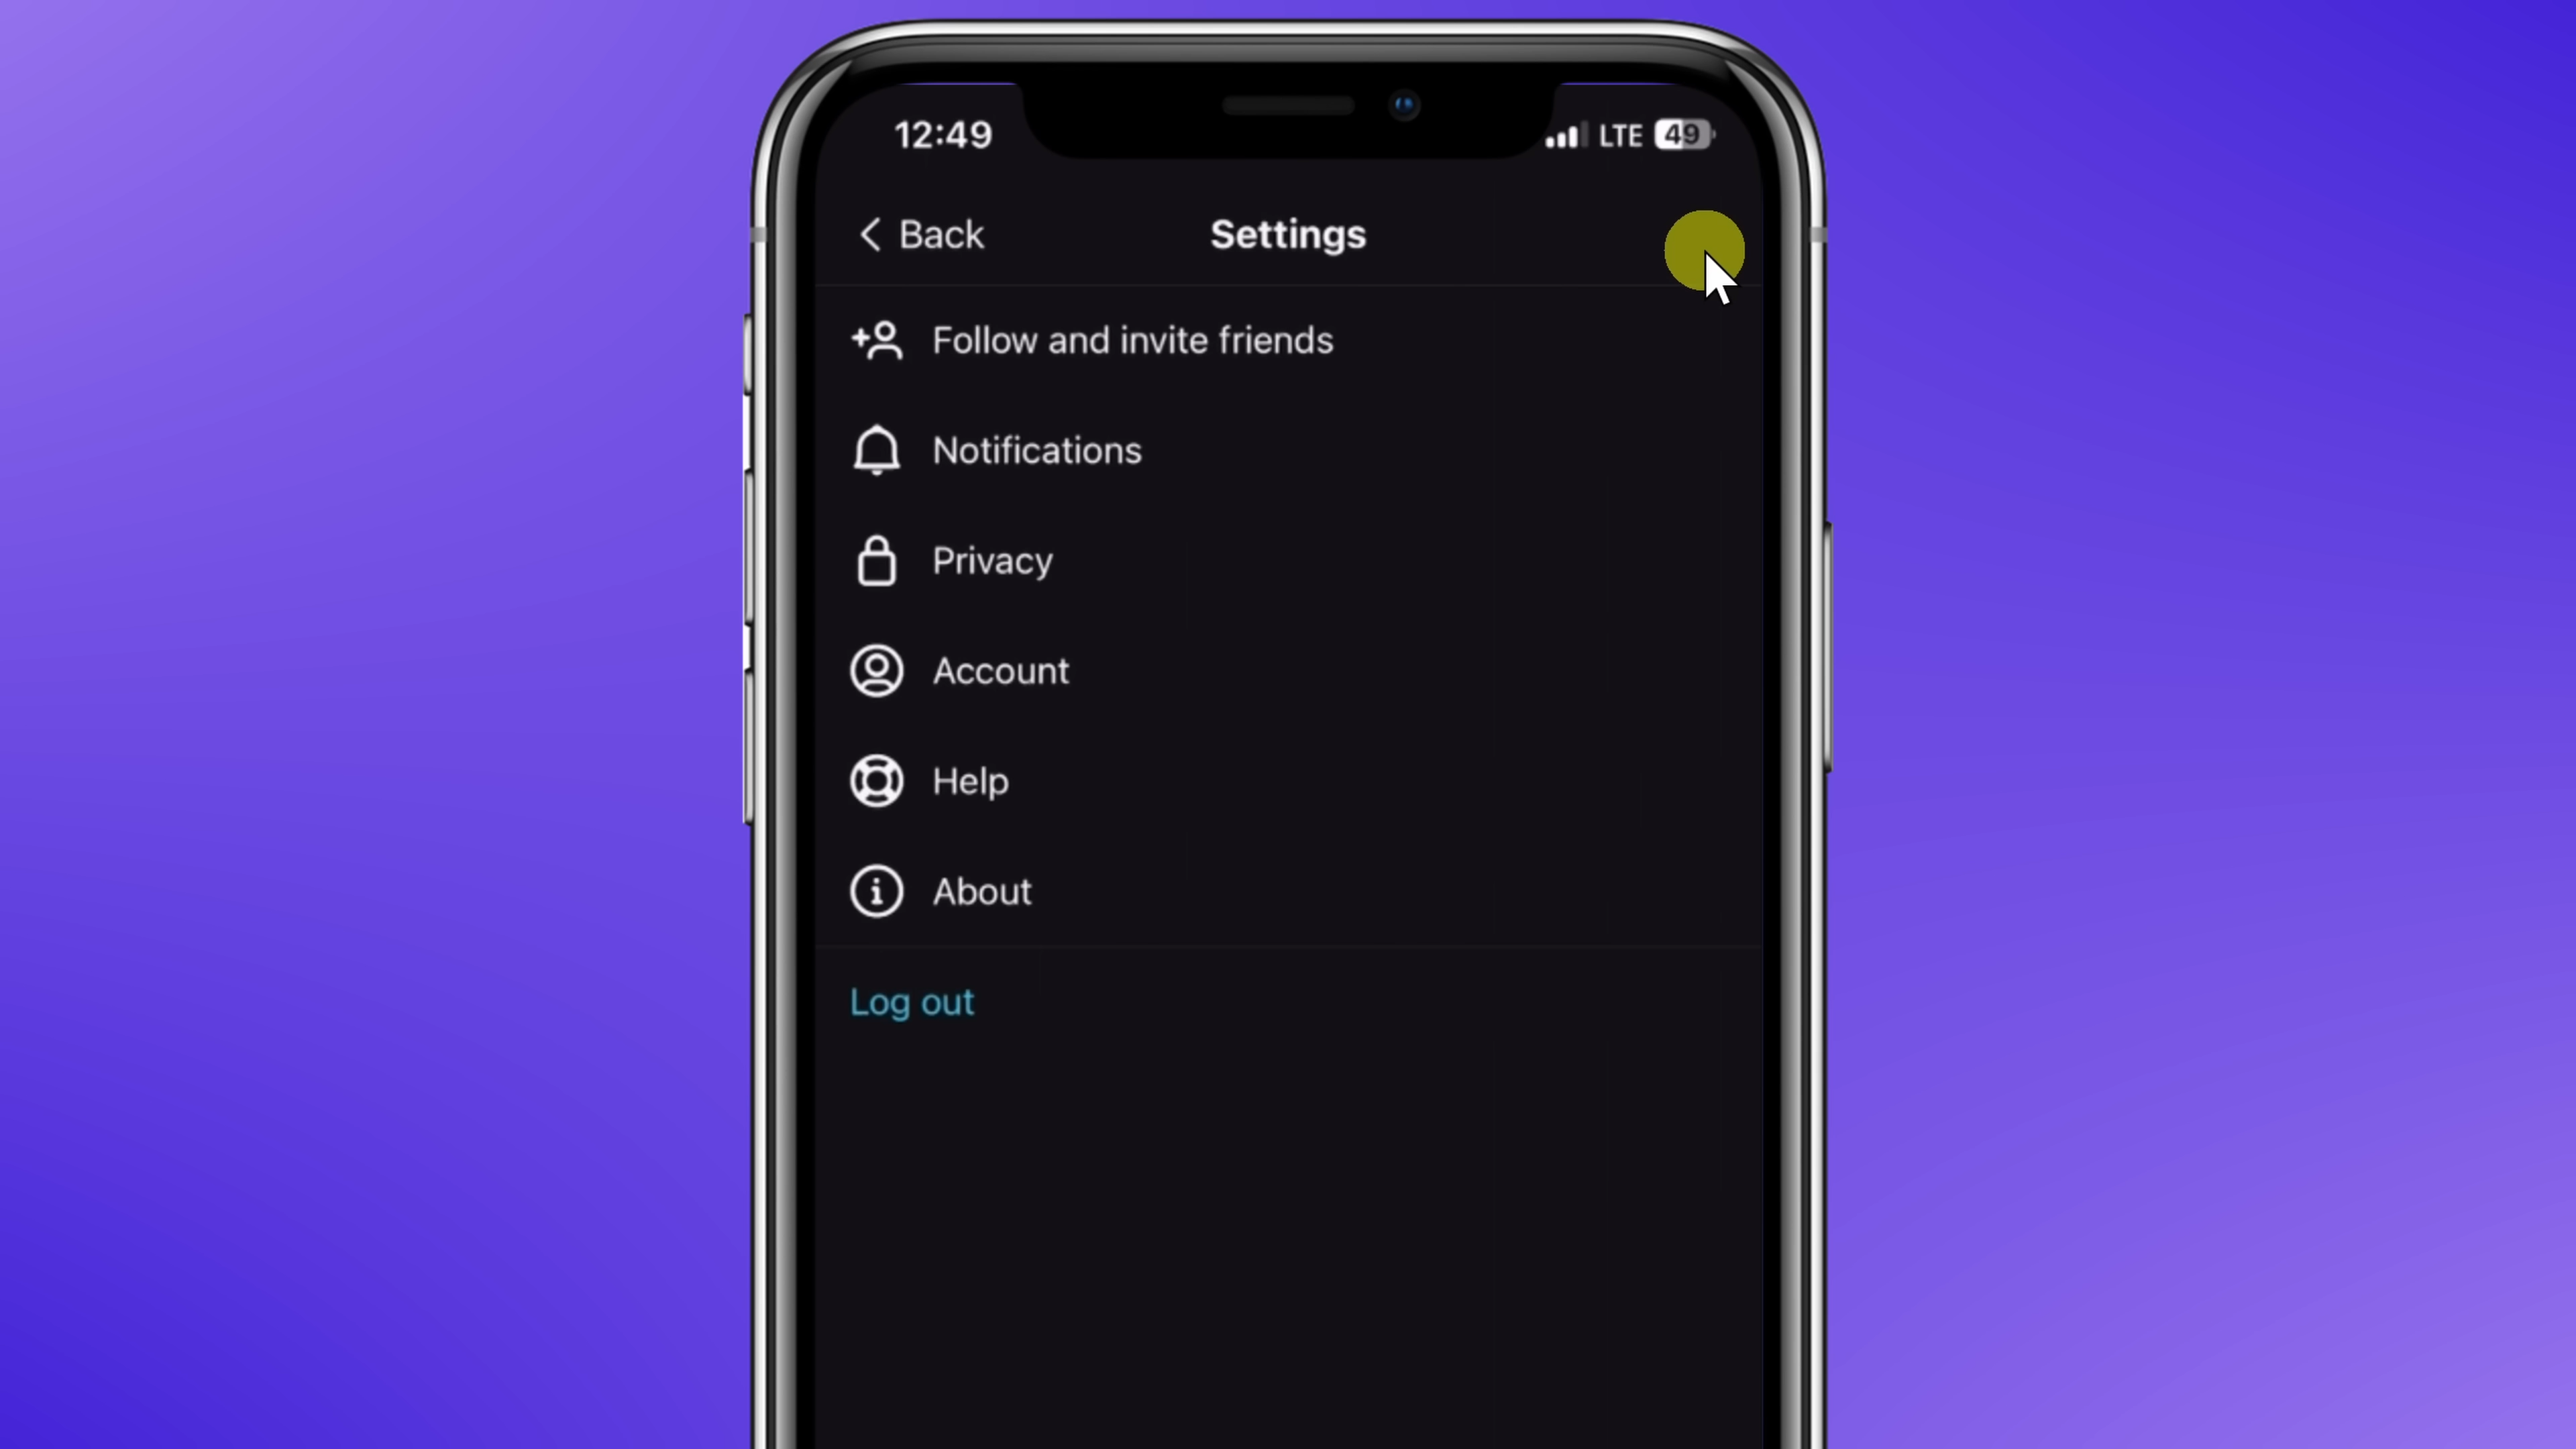 12:49 LTE 49
Back Settings
Follow and invite friends
Notifications
Privacy
Account
Help
About
Log out